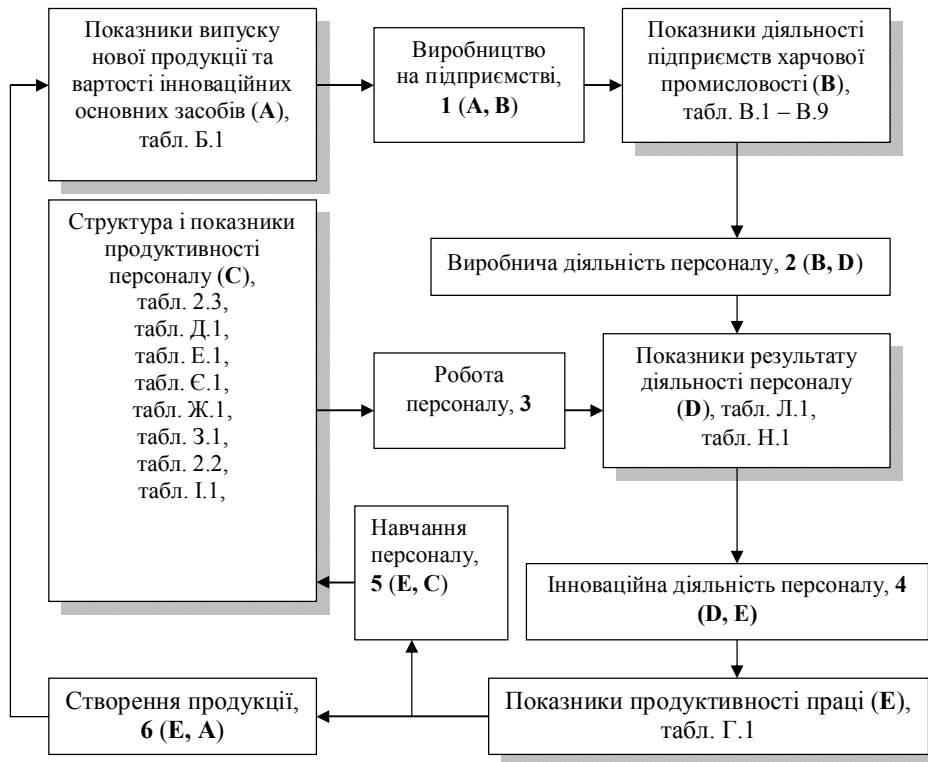 Показники випуску
нової продукції та
вартості інноваційних
основних засобів (A),
табл. Б.1
Виробництво
на підприємстві,
1 (A, B)
Показники діяльності
підприємств харчової
промисловості (B),
табл. В.1 – В.9
Структура і показники
продуктивності
персоналу (C),
табл. 2.3,
табл. Д.1,
табл. Е.1,
табл. Є.1,
табл. Ж.1,
табл. З.1,
табл. 2.2,
табл. І.1,
Виробнича діяльність персоналу, 2 (B, D)
Робота
персоналу, 3
Показники результату
діяльності персоналу
(D), табл. Л.1,
табл. Н.1
Навчання
персоналу,
5 (E, C)
Інноваційна діяльність персоналу, 4
(D, E)
Створення продукції,
6 (E, A)
Показники продуктивності праці (E),
табл. Г.1